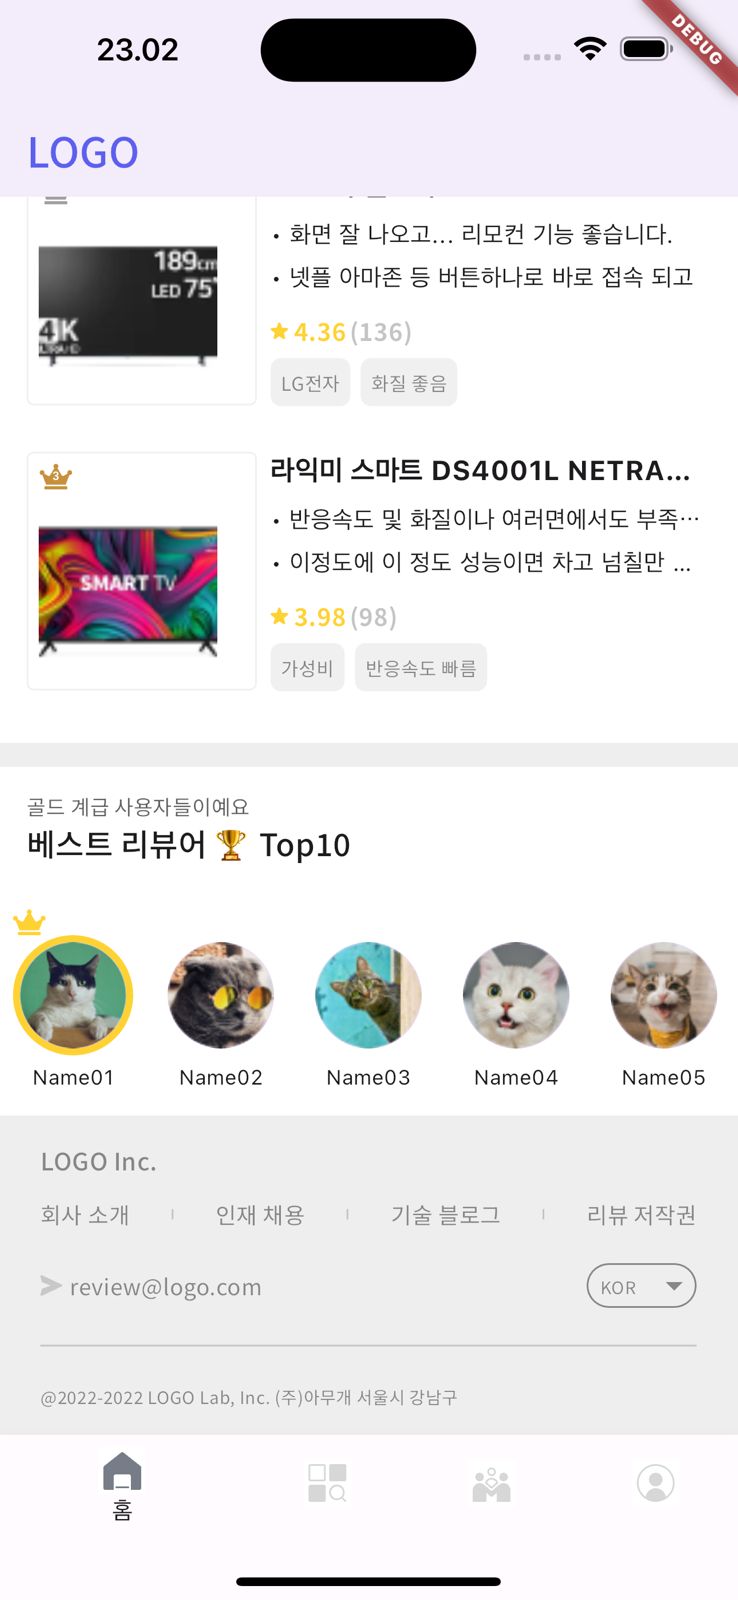 23.02
DEBUG
LOGO
화면 잘 나오고... 리모컨 기능 좋습니다.
넷플 아마존 등 버튼하나로 바로 접속 되고
189cm
LED 75"
4K
ULTRA HD
4.36(136)
LG전자 화질 좋음
3
라익미 스마트 DS4001L NETRA...
반응속도 및 화질이나 여러면에서도 부족...
이정도에 이 정도 성능이면 차고 넘칠만 ...
SMART TV
3.98(98)
가성비 반응속도 빠름
골드 계급 사용자들이예요
베스트 리뷰어 🏆 Top10
Name01 Name02 Name03 Name04 Name05
LOGO Inc.
회사 소개 | 인재 채용 | 기술 블로그 | 리뷰 저작권
review@logo.com
KOR
@2022-2022 LOGO Lab, Inc. (주)아무개 서울시 강남구
홈